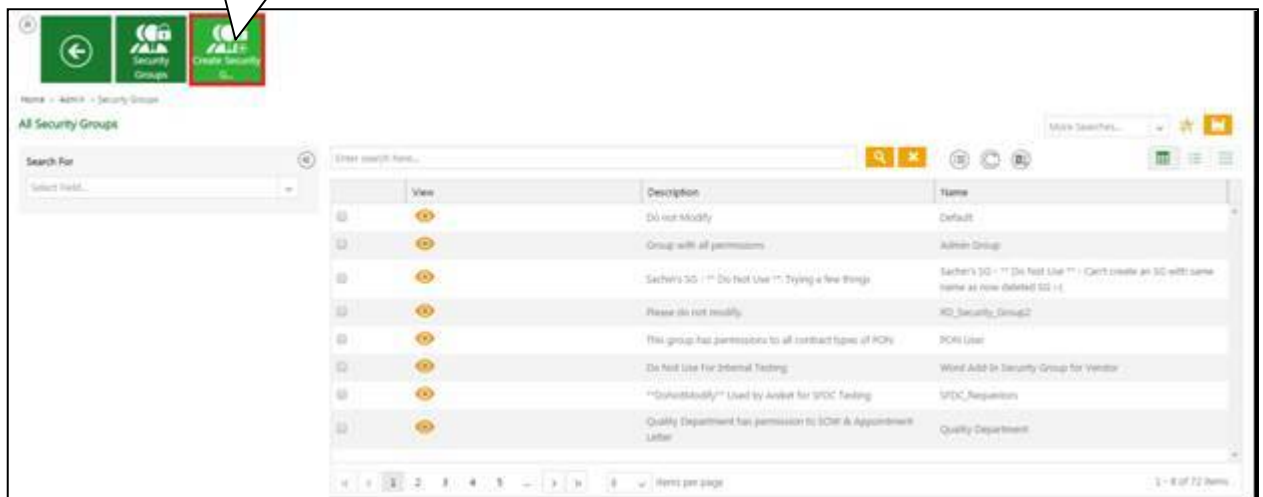 Security
Groups
Create Security
G...
Home > Admin > Security Groups
All Security Groups
More Searches...
Search For
Select Field...
Enter search here...
View
Description
Name
Do not Modify
Default
Group with all permissions
Admin Group
Sachin's SG - ** Do Not Use **. Trying a few things
Sachin's SG - ** Do Not Use ** - Can't create an SG with same
name as now deleted SG :-(
Please do not modify.
RD_Security_Group2
This group has permissions to all contract types of PON
PON User
Do Not Use For Internal Testing
Word Add-In Security Group for Vendor
**DoNotModify** Used by Aniket for SFDC Testing
SFDC_Requestors
Quality Department has permission to SOW & Appointment
Letter
Quality Department
1 2 3 4 5 ...
8
items per page
1 - 8 of 72 items